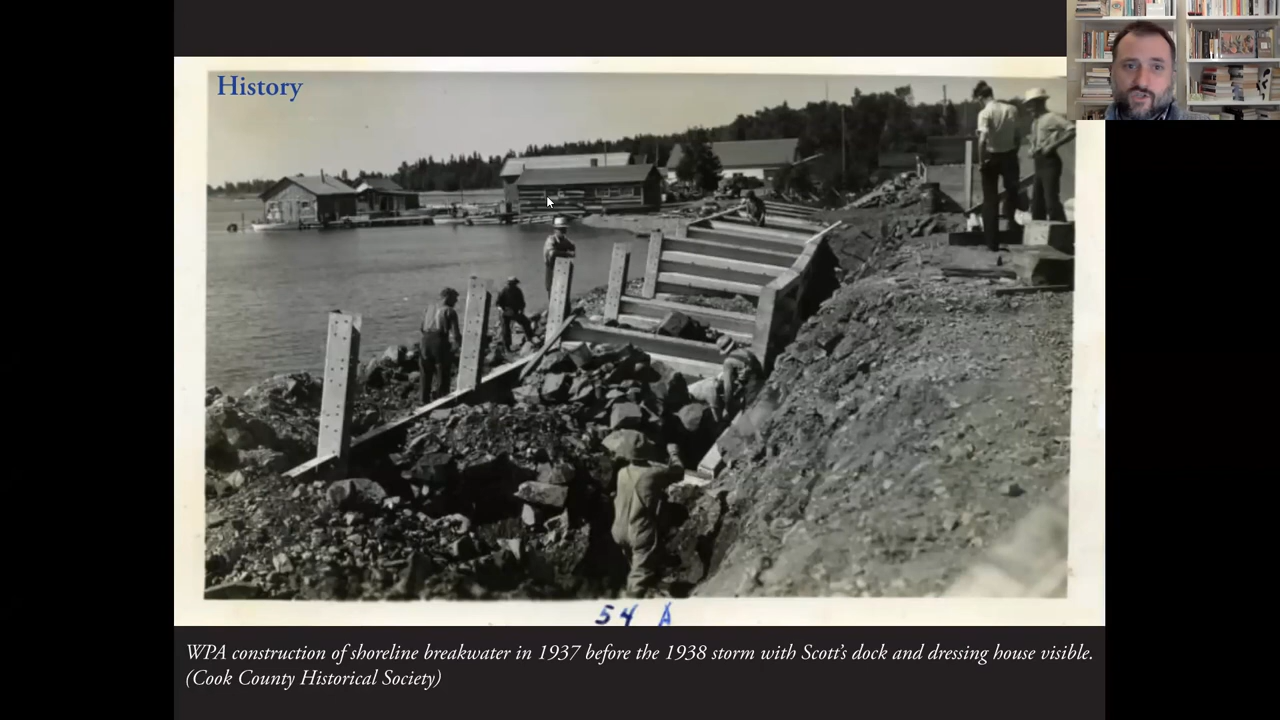 History
54 A
WPA construction of shoreline breakwater in 1937 before the 1938 storm with Scott's dock and dressing house visible.
(Cook County Historical Society)